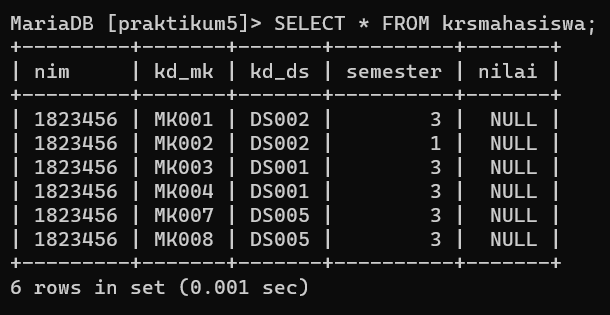 MariaDB [praktikum5]> SELECT * FROM krsmahasiswa;
+---------+-------+-------+----------+-------+
| nim     | kd_mk | kd_ds | semester | nilai |
+---------+-------+-------+----------+-------+
| 1823456 | MK001 | DS002 |        3 |  NULL |
| 1823456 | MK002 | DS002 |        1 |  NULL |
| 1823456 | MK003 | DS001 |        3 |  NULL |
| 1823456 | MK004 | DS001 |        3 |  NULL |
| 1823456 | MK007 | DS005 |        3 |  NULL |
| 1823456 | MK008 | DS005 |        3 |  NULL |
+---------+-------+-------+----------+-------+
6 rows in set (0.001 sec)